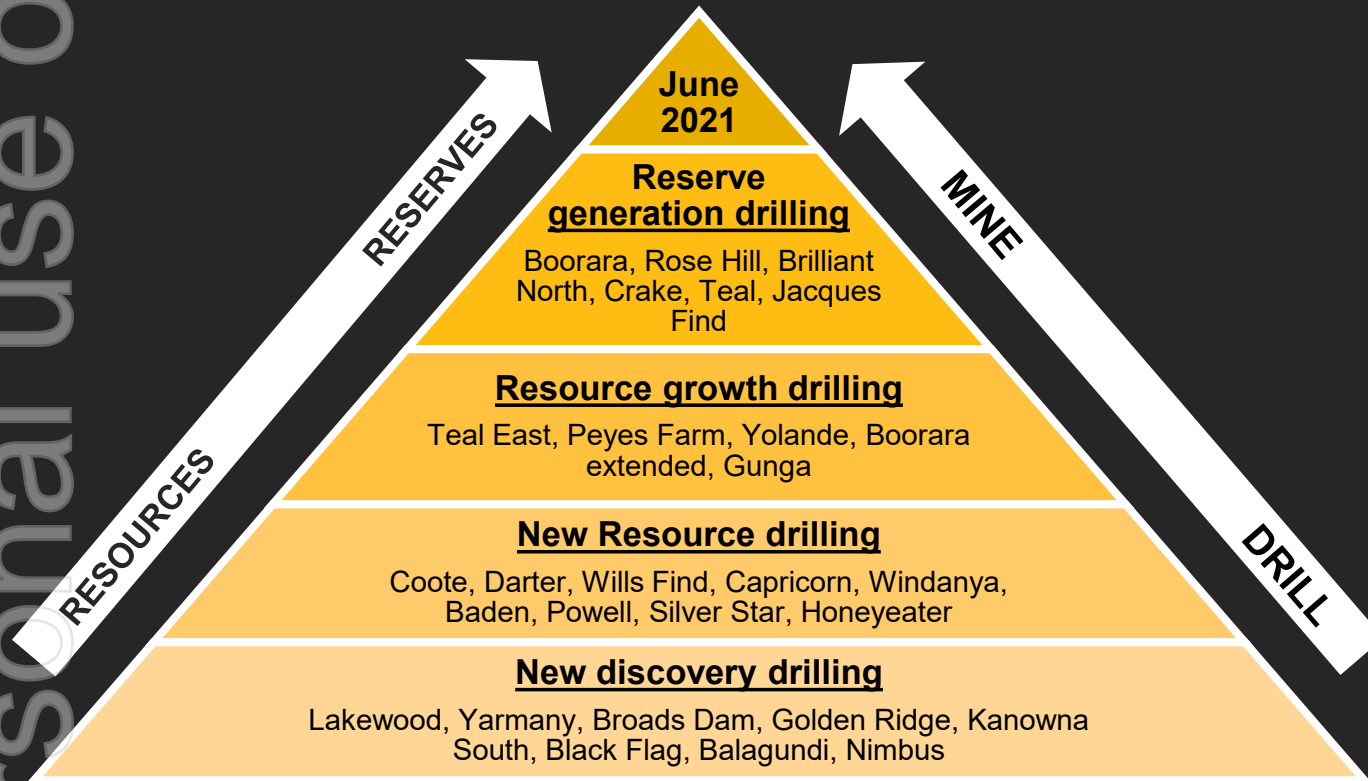 rsonal use o
June
2021
RESERVES
MINE
Reserve
generation drilling
Boorara, Rose Hill, Brilliant
North, Crake, Teal, Jacques
Find
Resource growth drilling
Teal East, Peyes Farm, Yolande, Boorara
extended, Gunga
RESOURCES
DRILL
New Resource drilling
Coote, Darter, Wills Find, Capricorn, Windanya,
Baden, Powell, Silver Star, Honeyeater
New discovery drilling
Lakewood, Yarmany, Broads Dam, Golden Ridge, Kanowna
South, Black Flag, Balagundi, Nimbus